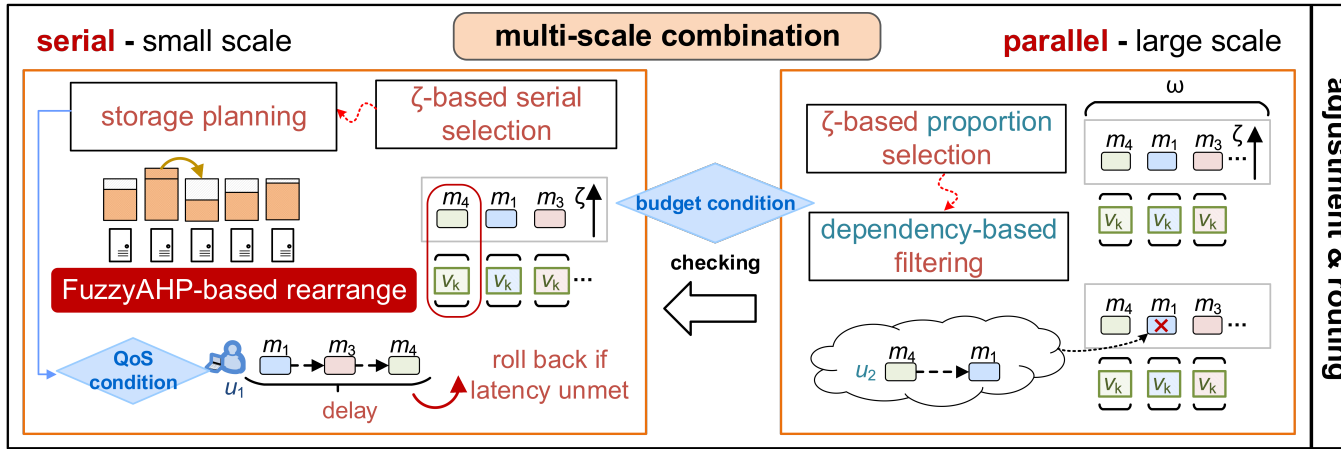 multi-scale combination
serial - small scale
storage planning
ζ-based serial
selection
m4 m1 m3 ζ
vk vk vk ...
FuzzyAHP-based rearrange
QoS
condition
u1
m1 m3 m4
delay
roll back if
latency unmet
budget condition
checking
parallel - large scale
ζ-based proportion
selection
dependency-based
filtering
ω
m4 m1 m3 ... ζ
vk vk vk
m4 m1 m3 ...
vk vk vk
u2
m4 m1
adjustment & routing